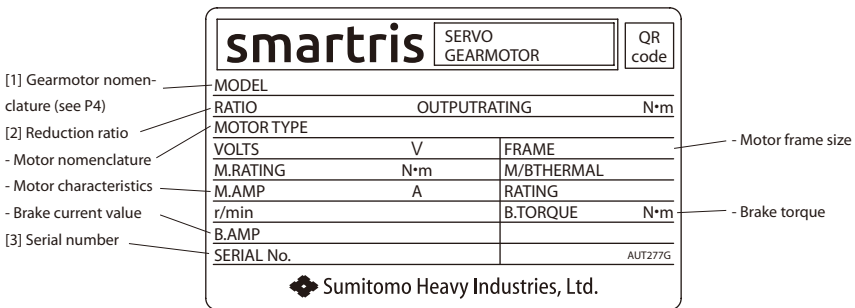 smartris
SERVO
GEARMOTOR
QR
code
[1] Gearmotor nomen-
clature (see P4)
[2] Reduction ratio
- Motor nomenclature
- Motor characteristics
- Brake current value
[3] Serial number
MODEL
RATIO OUTPUTRATING N•m
MOTOR TYPE
VOLTS V FRAME
M.RATING N•m M/BTHERMAL
M.AMP A RATING
r/min B.TORQUE N•m
B.AMP
SERIAL No. AUT277G
- Motor frame size
- Brake torque
Sumitomo Heavy Industries, Ltd.